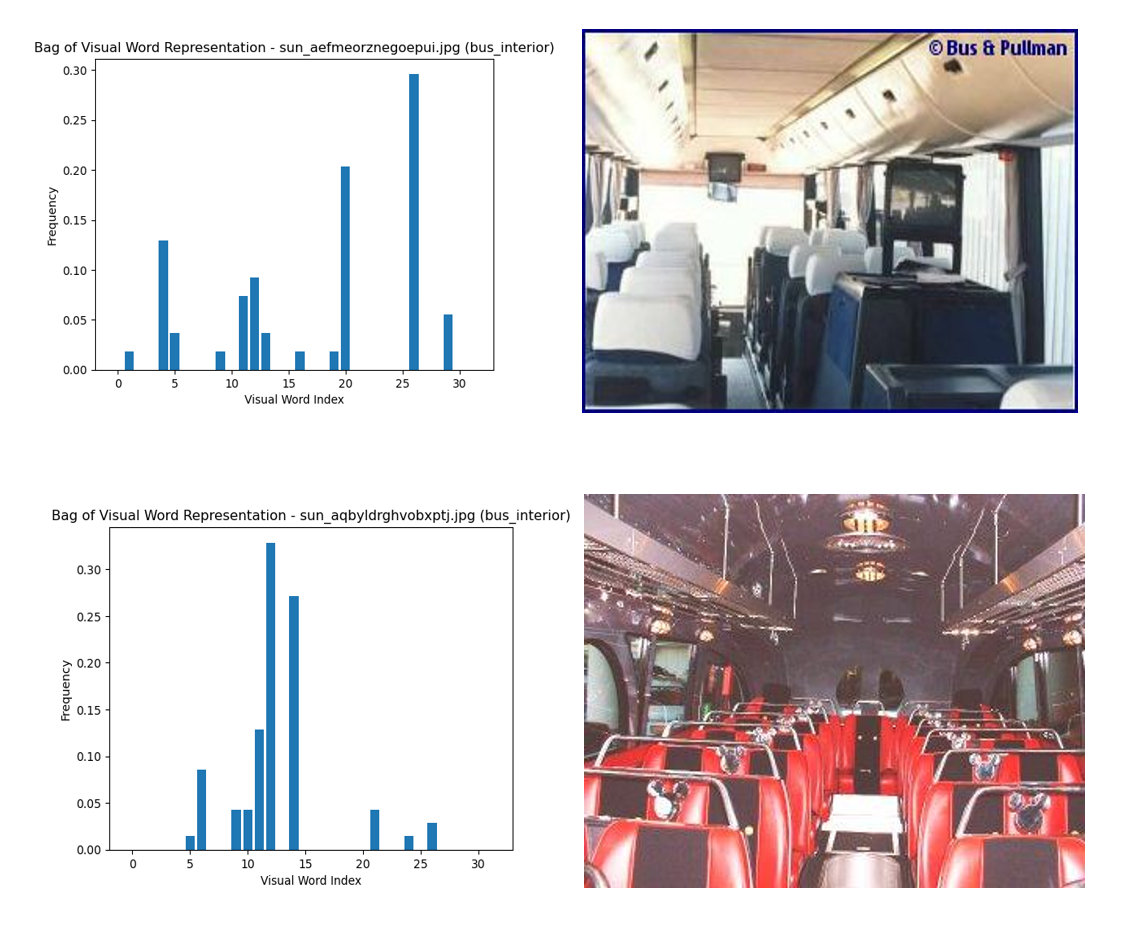 Bag of Visual Word Representation - sun_aefmeorznegoepui.jpg (bus_interior)
0.30
0.25
0.20
0.15
0.10
0.05
0.00
Frequency
0 5 10 15 20 25 30
Visual Word Index
© Bus & Pullman
Bag of Visual Word Representation - sun_aqbyldrghvobxptj.jpg (bus_interior)
0.30
0.25
0.20
0.15
0.10
0.05
0.00
Frequency
0 5 10 15 20 25 30
Visual Word Index